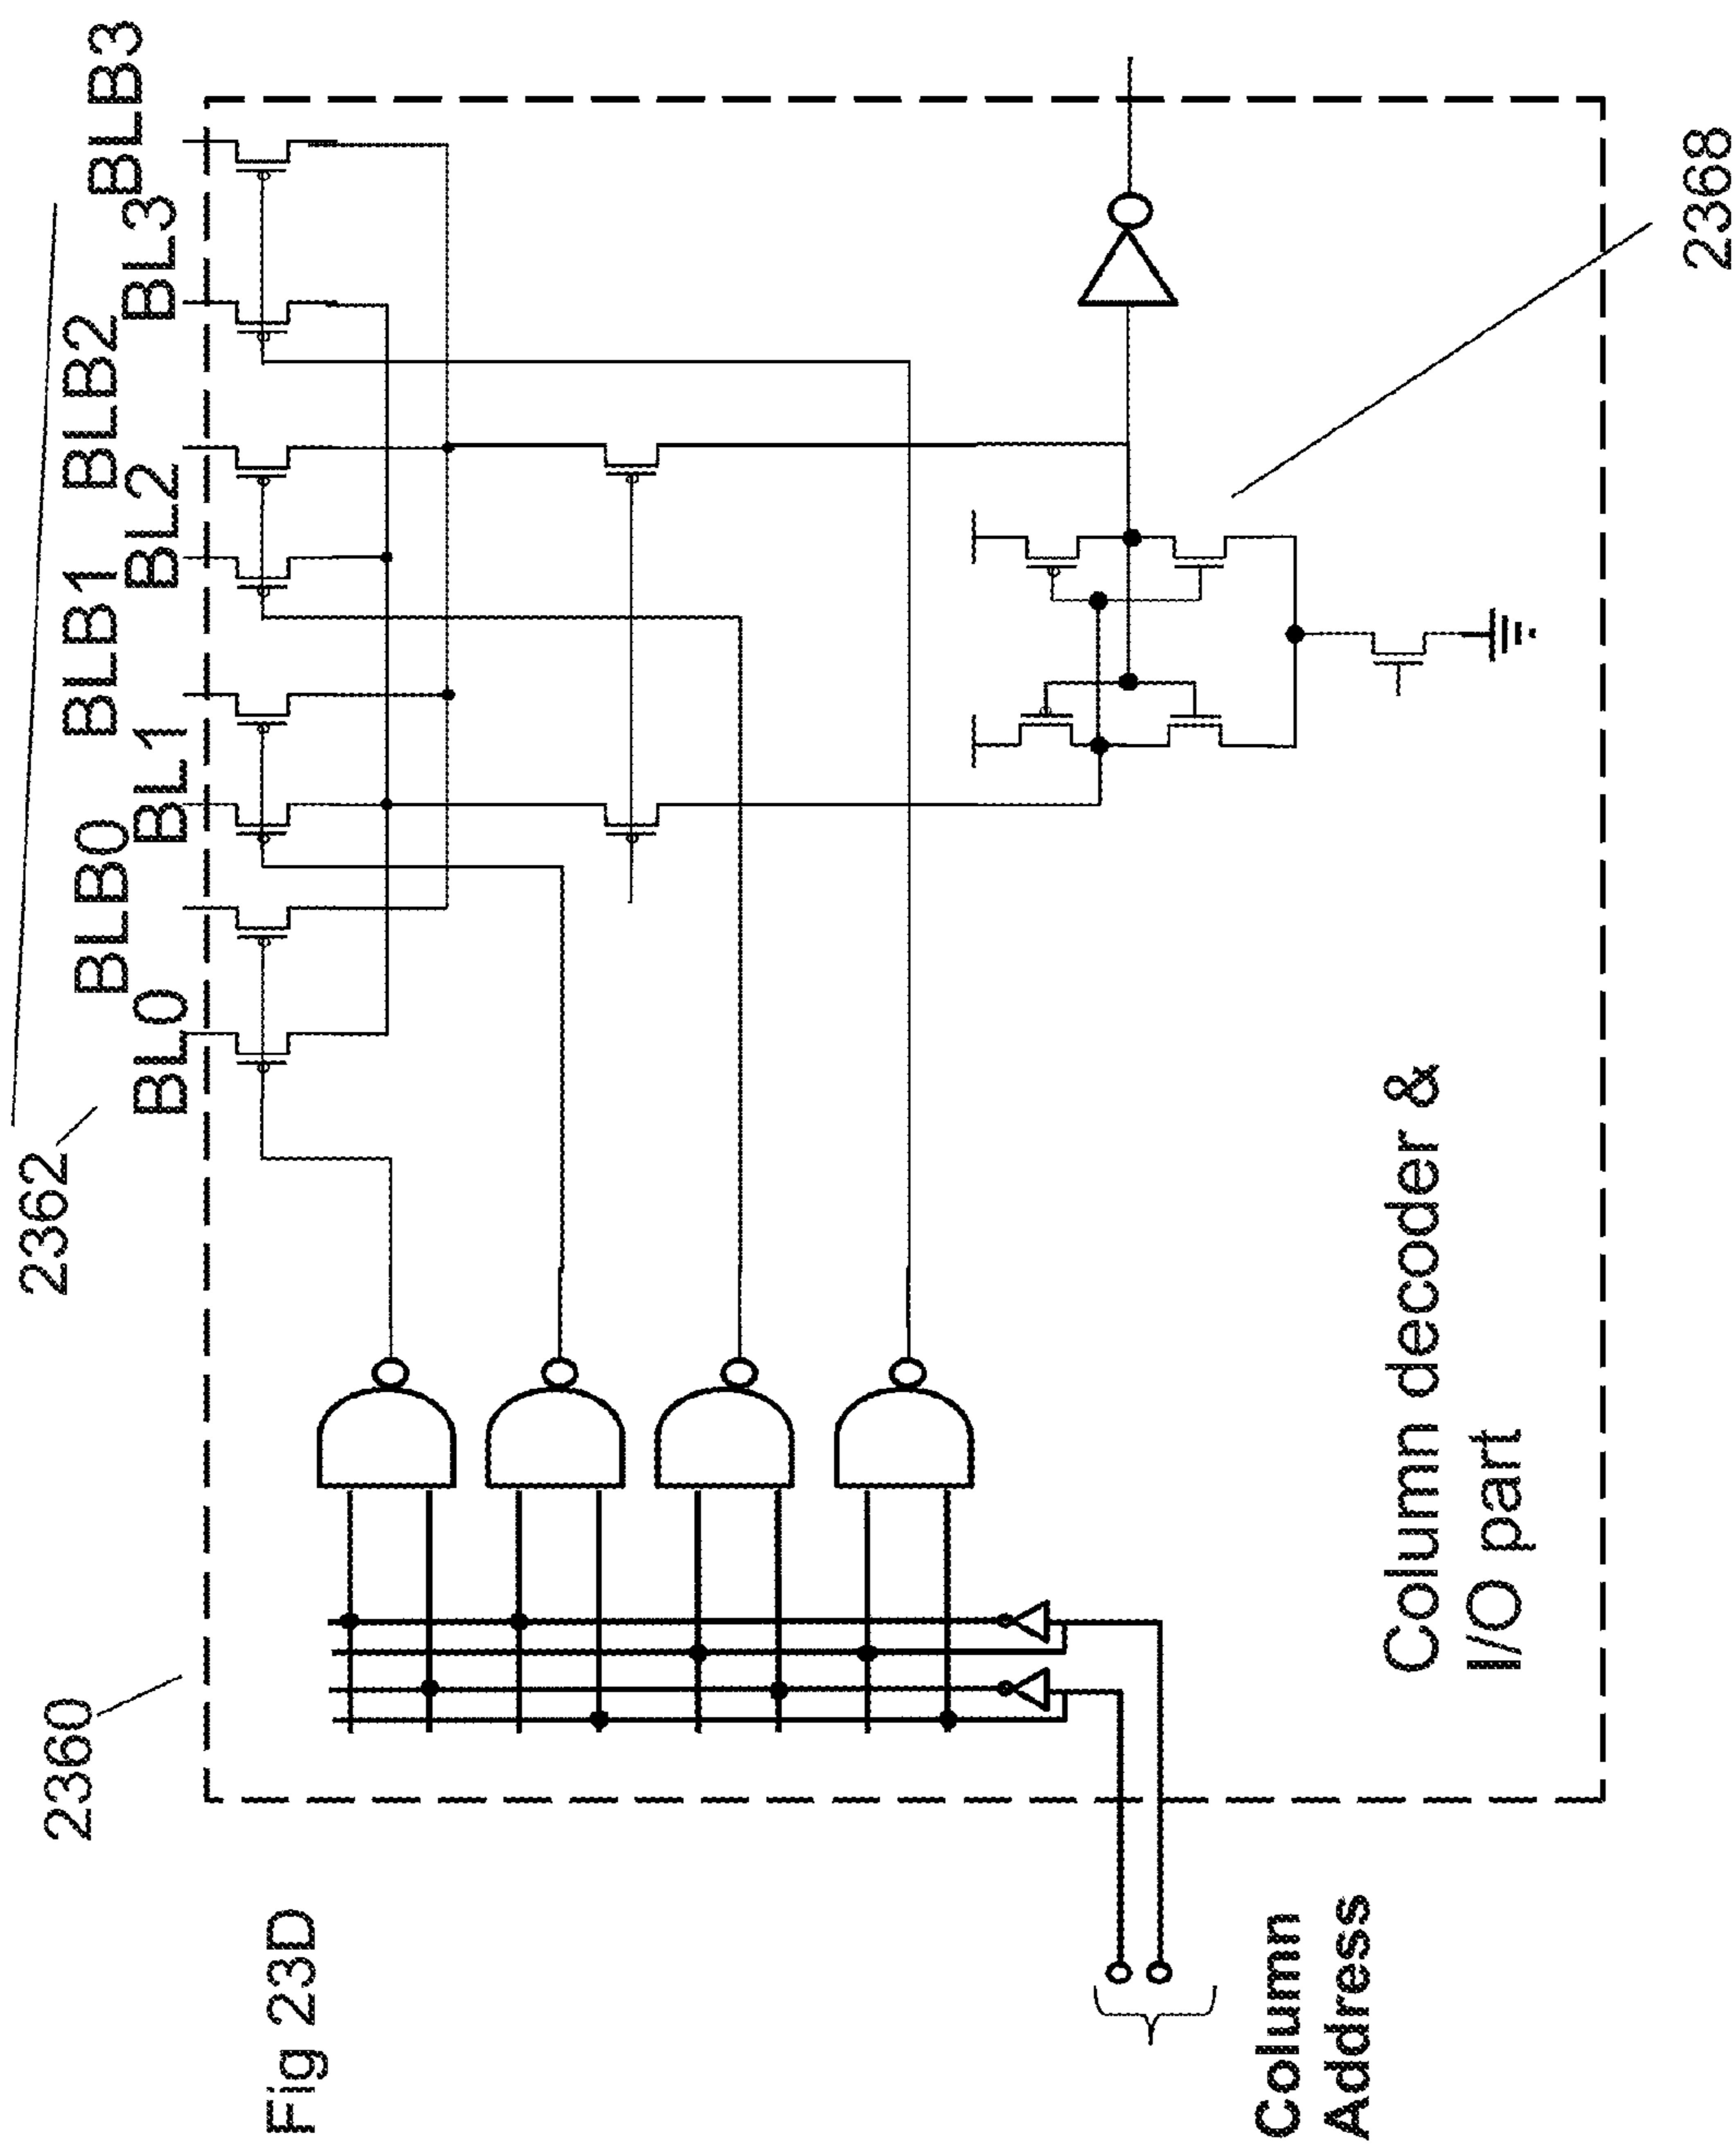 Fig 23D
2360
2362
BL0
BLB0
BL1
BLB1
BL2
BLB2
BL3
BLB3
2368
Column decoder &
I/O part
Column
Address